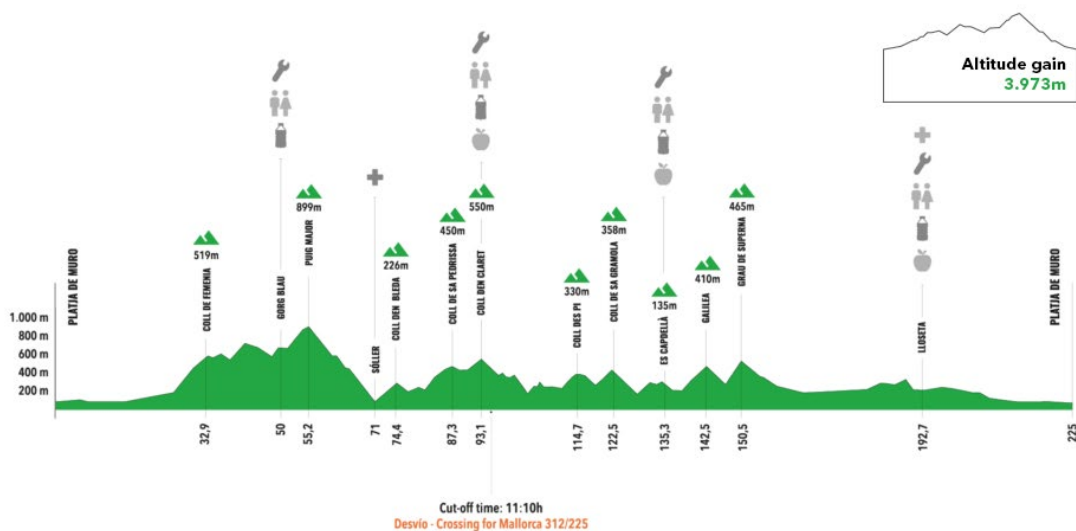 Altitude gain
3.973m
PLATJA DE MURO
519m
COLL DE FEMENIA
GORG BLAU
899m
PUIG MAJOR
SÓLLER
226m
COLL DEN BLEDA
450m
COLL DE SA PEDRISSA
550m
COLL DEN CLARET
330m
COLL DES PI
358m
COLL DE SA GRAMOLA
135m
ES CAPDELLÀ
410m
GALILEA
465m
GRAU DE SUPERNA
LLOSETA
PLATJA DE MURO
1.000 m
800 m
600 m
400 m
200 m
32,9
50
55,2
71
74,4
87,3
93,1
114,7
122,5
135,3
142,5
150,5
192,7
225
Cut-off time: 11:10h
Desvío - Crossing for Mallorca 312/225